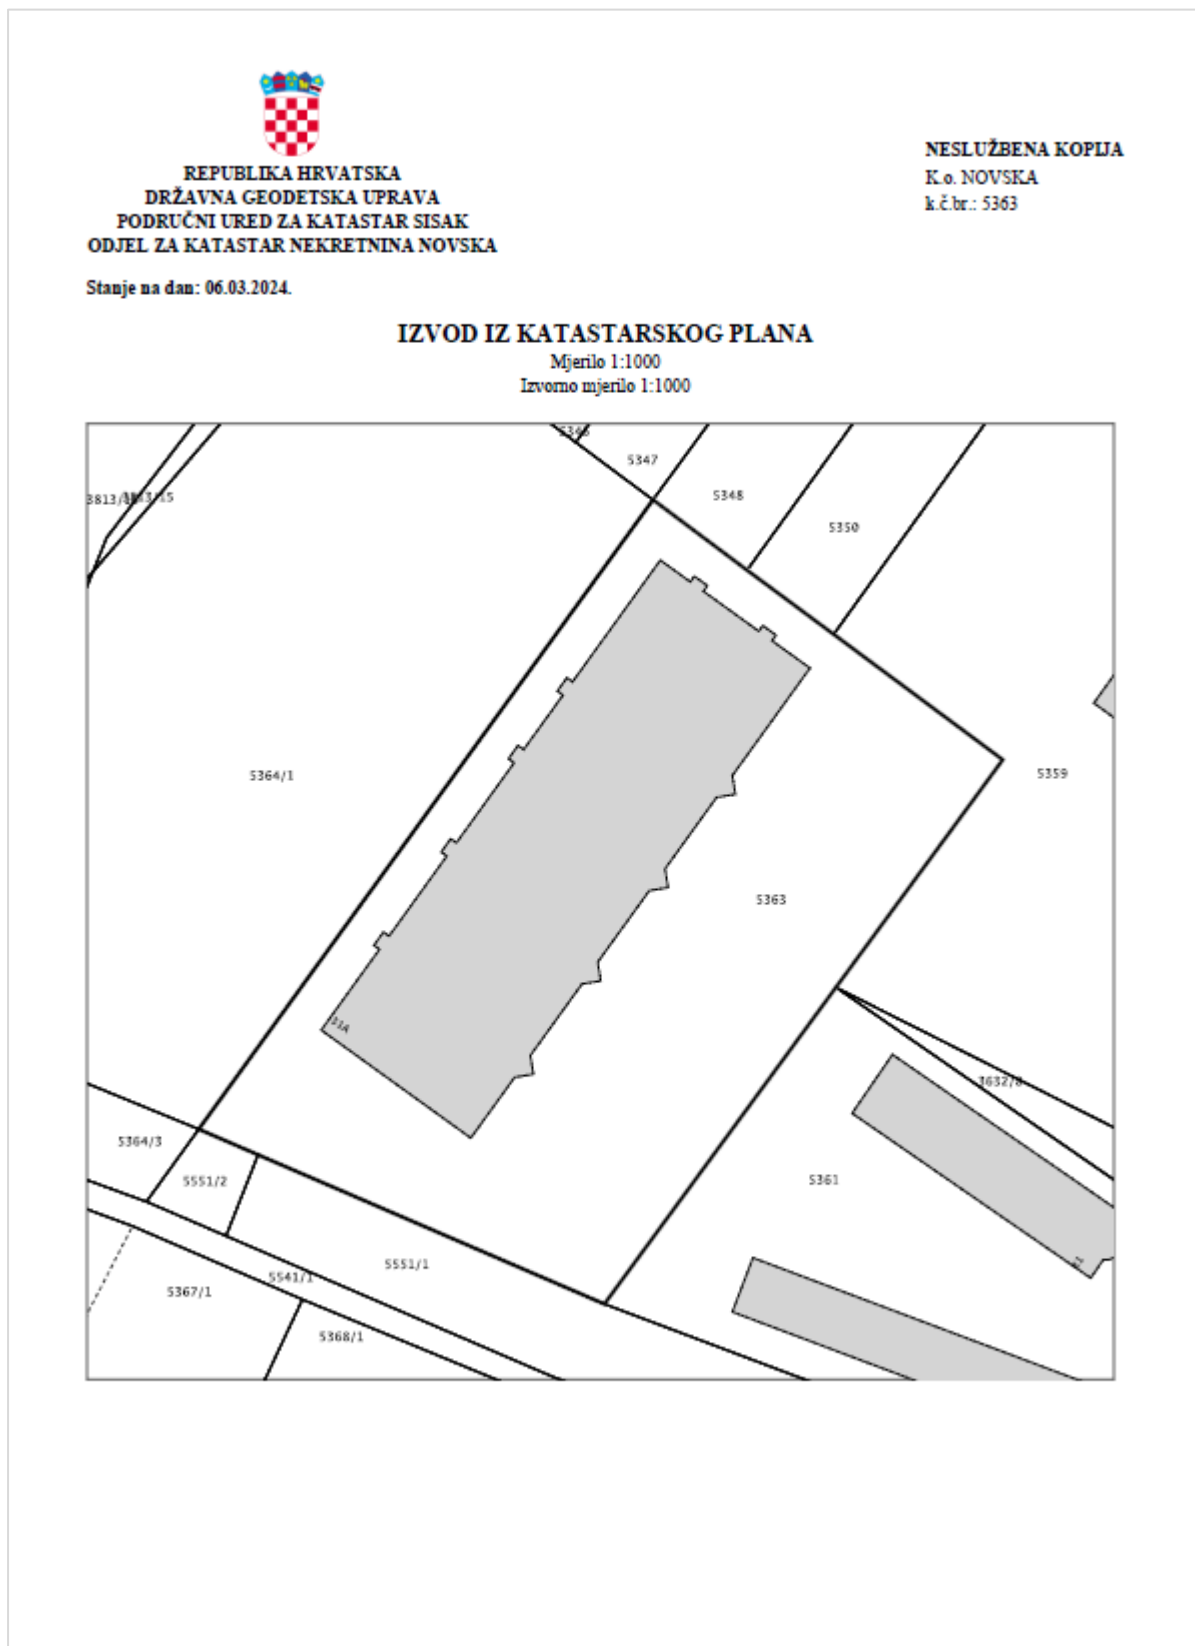 REPUBLIKA HRVATSKA
DRŽAVNA GEODETSKA UPRAVA
PODRUČNI URED ZA KATASTAR SISAK
ODJEL ZA KATASTAR NEKRETNINA NOVSKA
NESLUŽBENA KOPIJA
K.o. NOVSKA
k.č.br.: 5363
Stanje na dan: 06.03.2024.
IZVOD IZ KATASTARSKOG PLANA
Mjerilo 1:1000
Izvorno mjerilo 1:1000
5347
5348
5350
5364/1
5359
5363
3632/8
5364/3
5551/2
5361
5551/1
5541/1
5367/1
5368/1